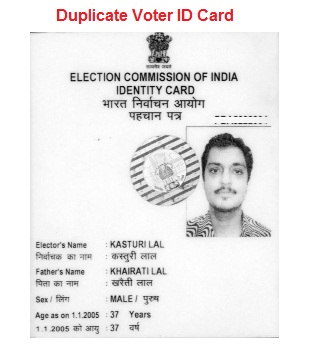 Duplicate Voter ID Card
ELECTION COMMISSION OF INDIA
IDENTITY CARD
भारत निर्वाचन आयोग
पहचान पत्र
Elector's Name : KASTURI LAL
निर्वाचक का नाम : कस्तुरी लाल
Father's Name : KHAIRATI LAL
पिता का नाम : खरैती लाल
Sex / लिंग : MALE / पुरुष
Age as on 1.1.2005 : 37 Years
1.1.2005 को आयु : 37 वर्ष